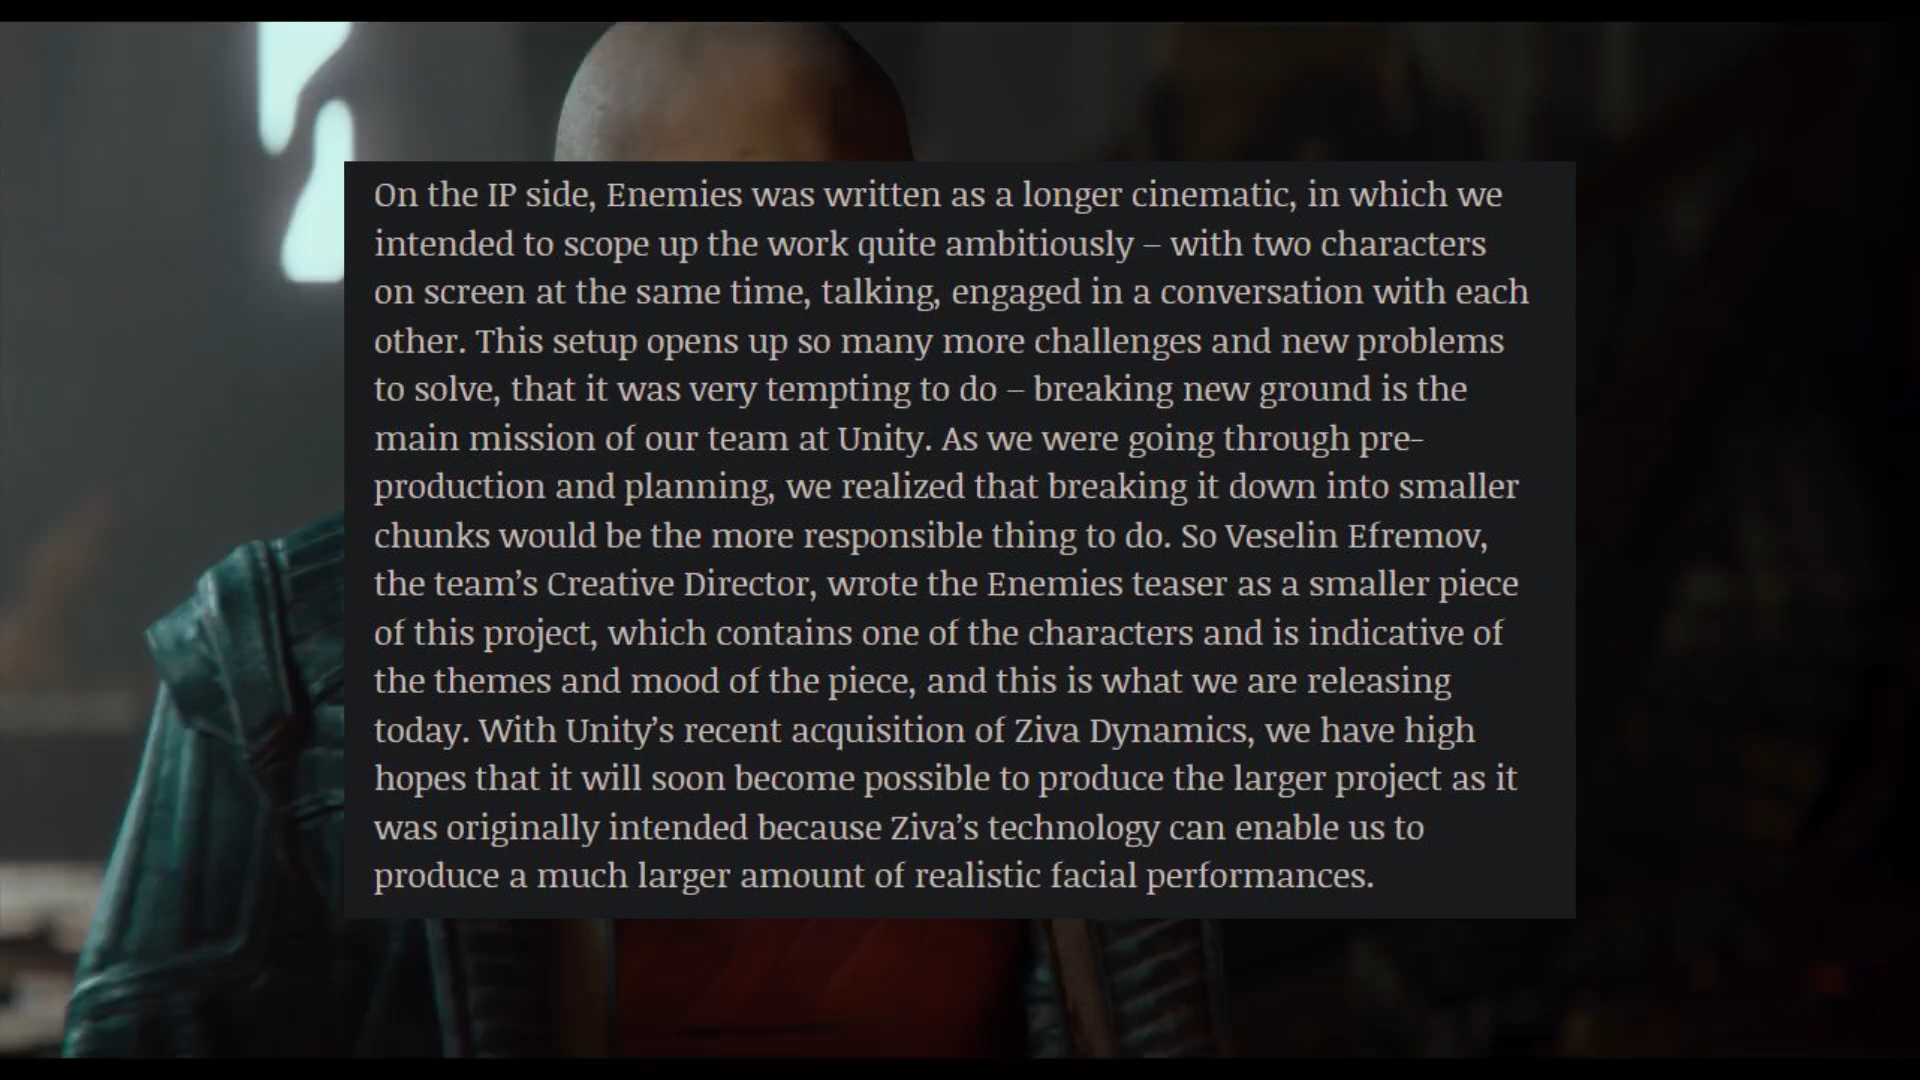 On the IP side, Enemies was written as a longer cinematic, in which we
intended to scope up the work quite ambitiously – with two characters
on screen at the same time, talking, engaged in a conversation with each
other. This setup opens up so many more challenges and new problems
to solve, that it was very tempting to do – breaking new ground is the
main mission of our team at Unity. As we were going through pre-
production and planning, we realized that breaking it down into smaller
chunks would be the more responsible thing to do. So Veselin Efremov,
the team’s Creative Director, wrote the Enemies teaser as a smaller piece
of this project, which contains one of the characters and is indicative of
the themes and mood of the piece, and this is what we are releasing
today. With Unity’s recent acquisition of Ziva Dynamics, we have high
hopes that it will soon become possible to produce the larger project as it
was originally intended because Ziva’s technology can enable us to
produce a much larger amount of realistic facial performances.